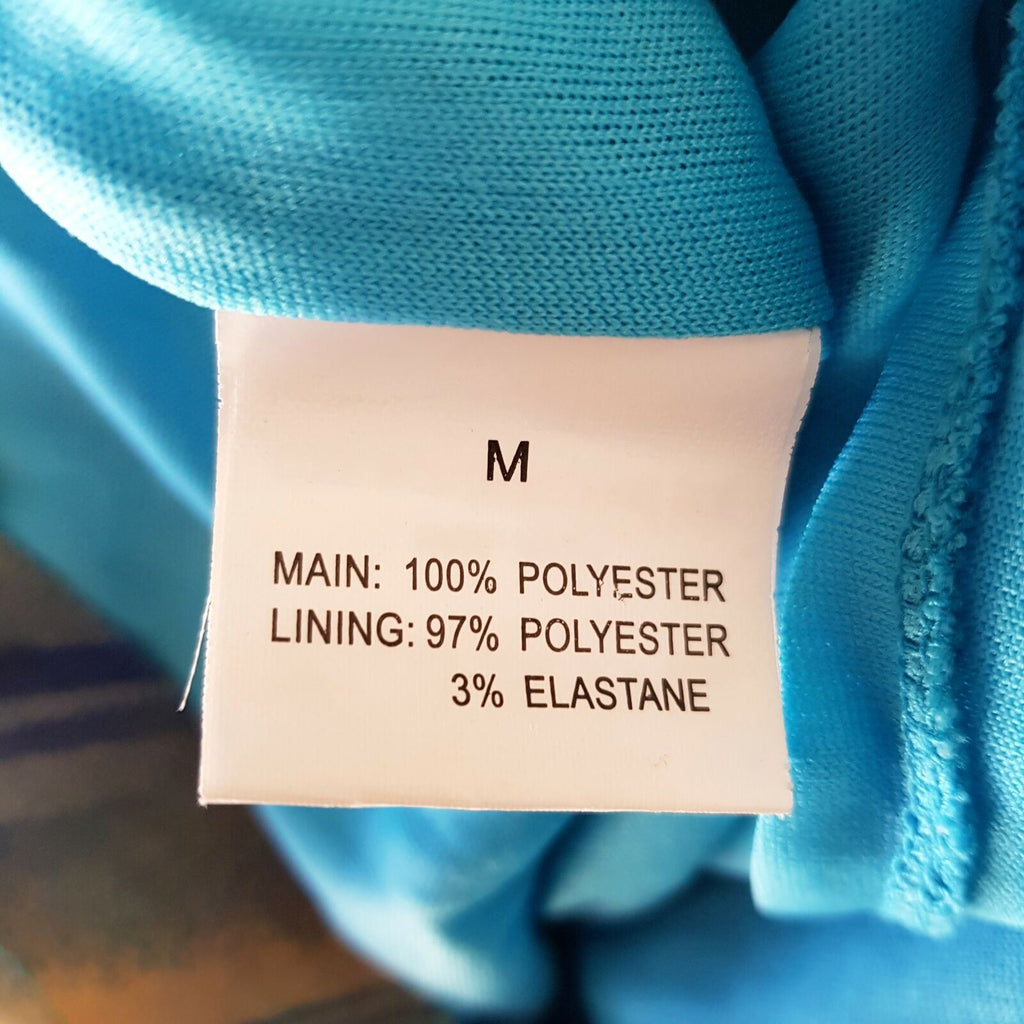 M
MAIN: 100% POLYESTER
LINING: 97% POLYESTER
3% ELASTANE